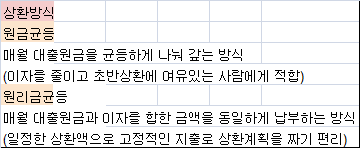 상환방식
원금균등
매월 대출원금을 균등하게 나눠 갚는 방식
(이자를 줄이고 초반상환에 여유있는 사람에게 적합)
원리금균등
매월 대출원금과 이자를 합한 금액을 동일하게 납부하는 방식
(일정한 상환액으로 고정적인 지출로 상환계획을 짜기 편리)